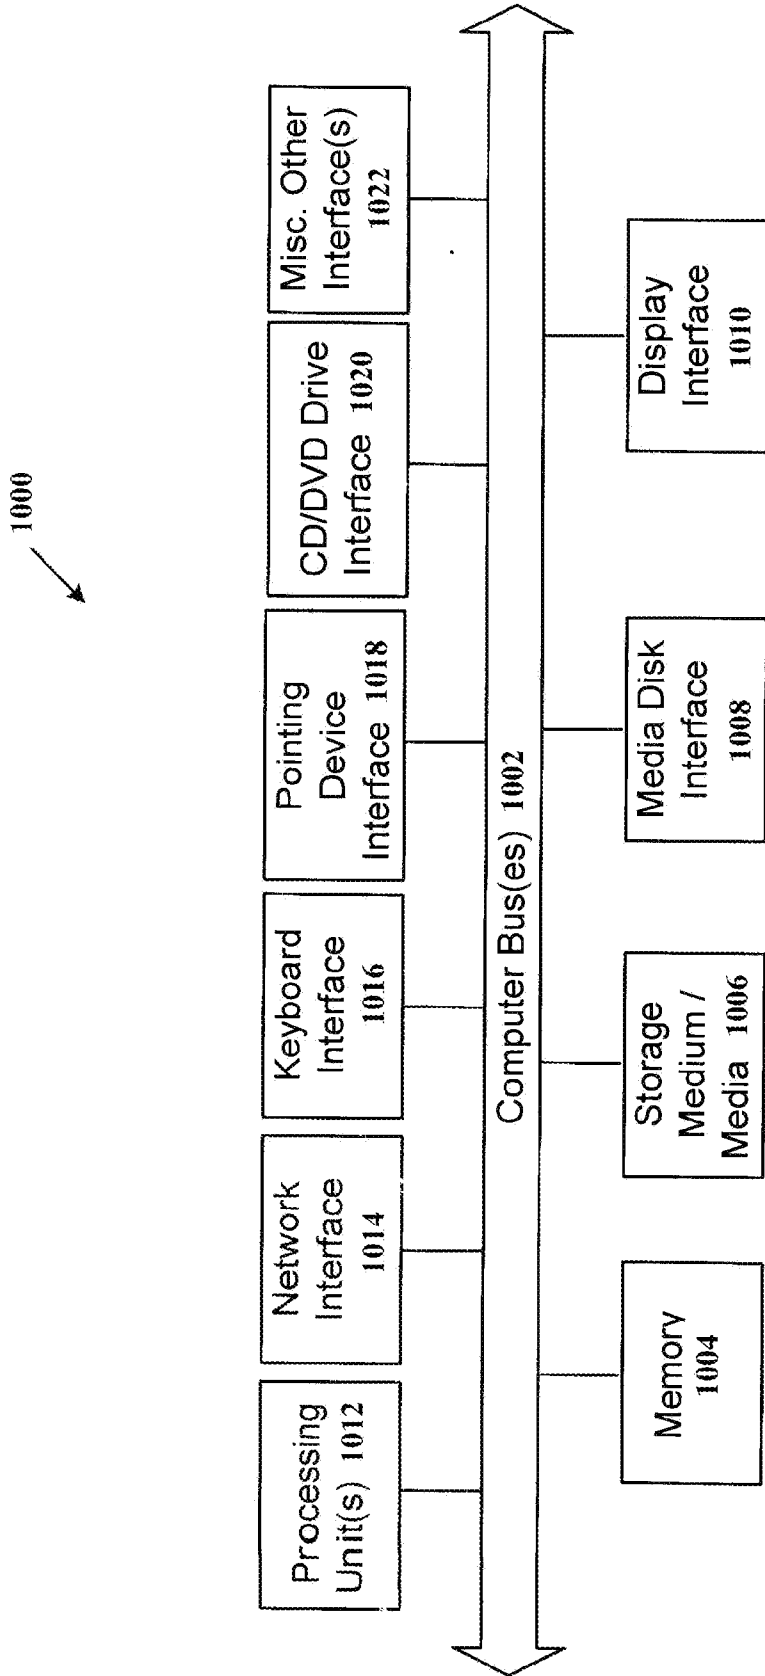 1000
Processing
Unit(s) 1012
Network
Interface
1014
Keyboard
Interface
1016
Pointing
Device
Interface 1018
CD/DVD Drive
Interface 1020
Misc. Other
Interface(s)
1022
Computer Bus(es) 1002
Memory
1004
Storage
Medium /
Media 1006
Media Disk
Interface
1008
Display
Interface
1010